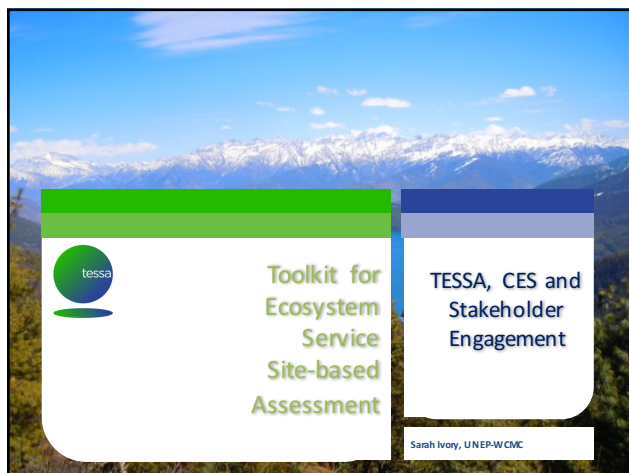 tessa
Toolkit for
Ecosystem
Service
Site-based
Assessment
TESSA, CES and
Stakeholder
Engagement
Sarah Ivory, UNEP-WCMC